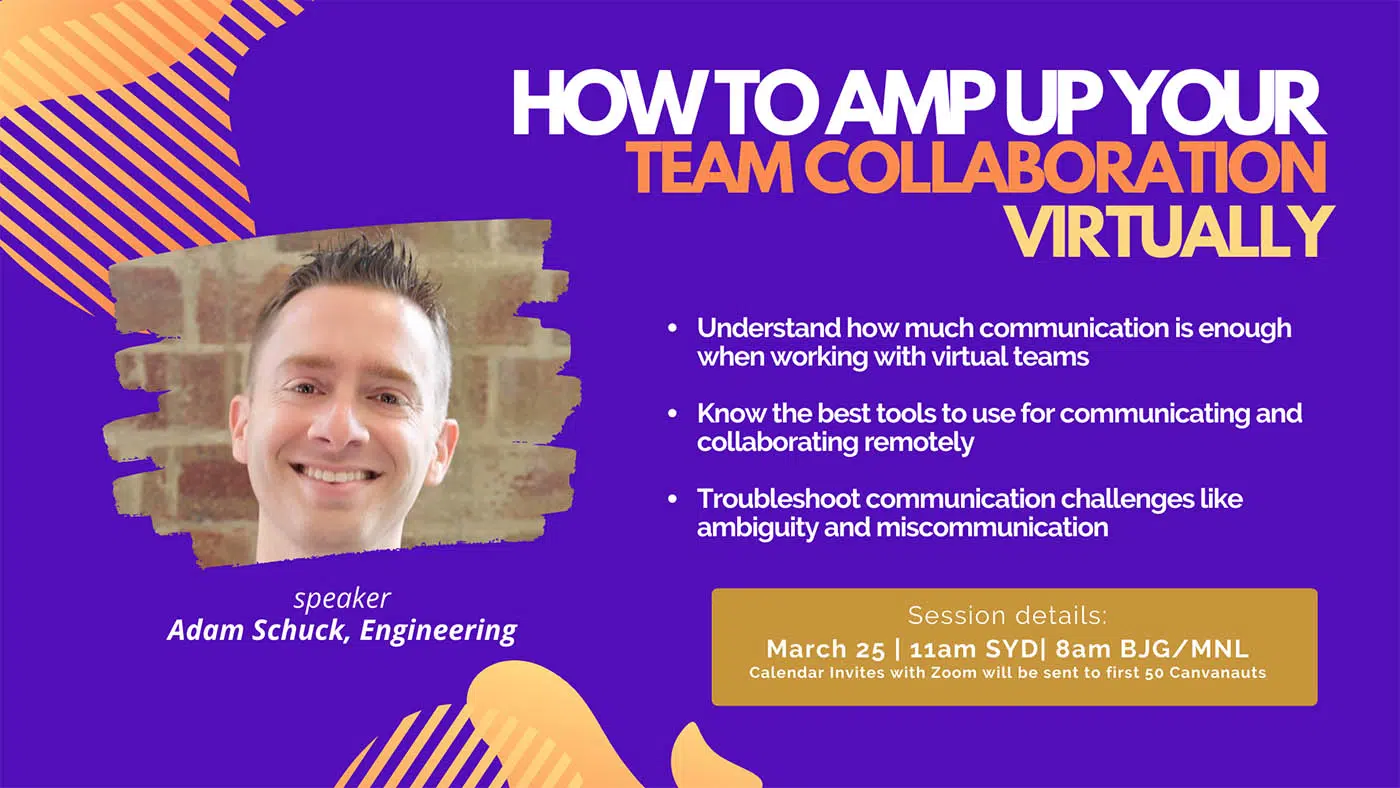 HOW TO AMP UP YOUR
TEAM COLLABORATION
VIRTUALLY
• Understand how much communication is enough
when working with virtual teams
• Know the best tools to use for communicating and
collaborating remotely
• Troubleshoot communication challenges like
ambiguity and miscommunication
speaker
Adam Schuck, Engineering
Session details:
March 25 | 11am SYD| 8am BJG/MNL
Calendar Invites with Zoom will be sent to first 50 Canvanauts